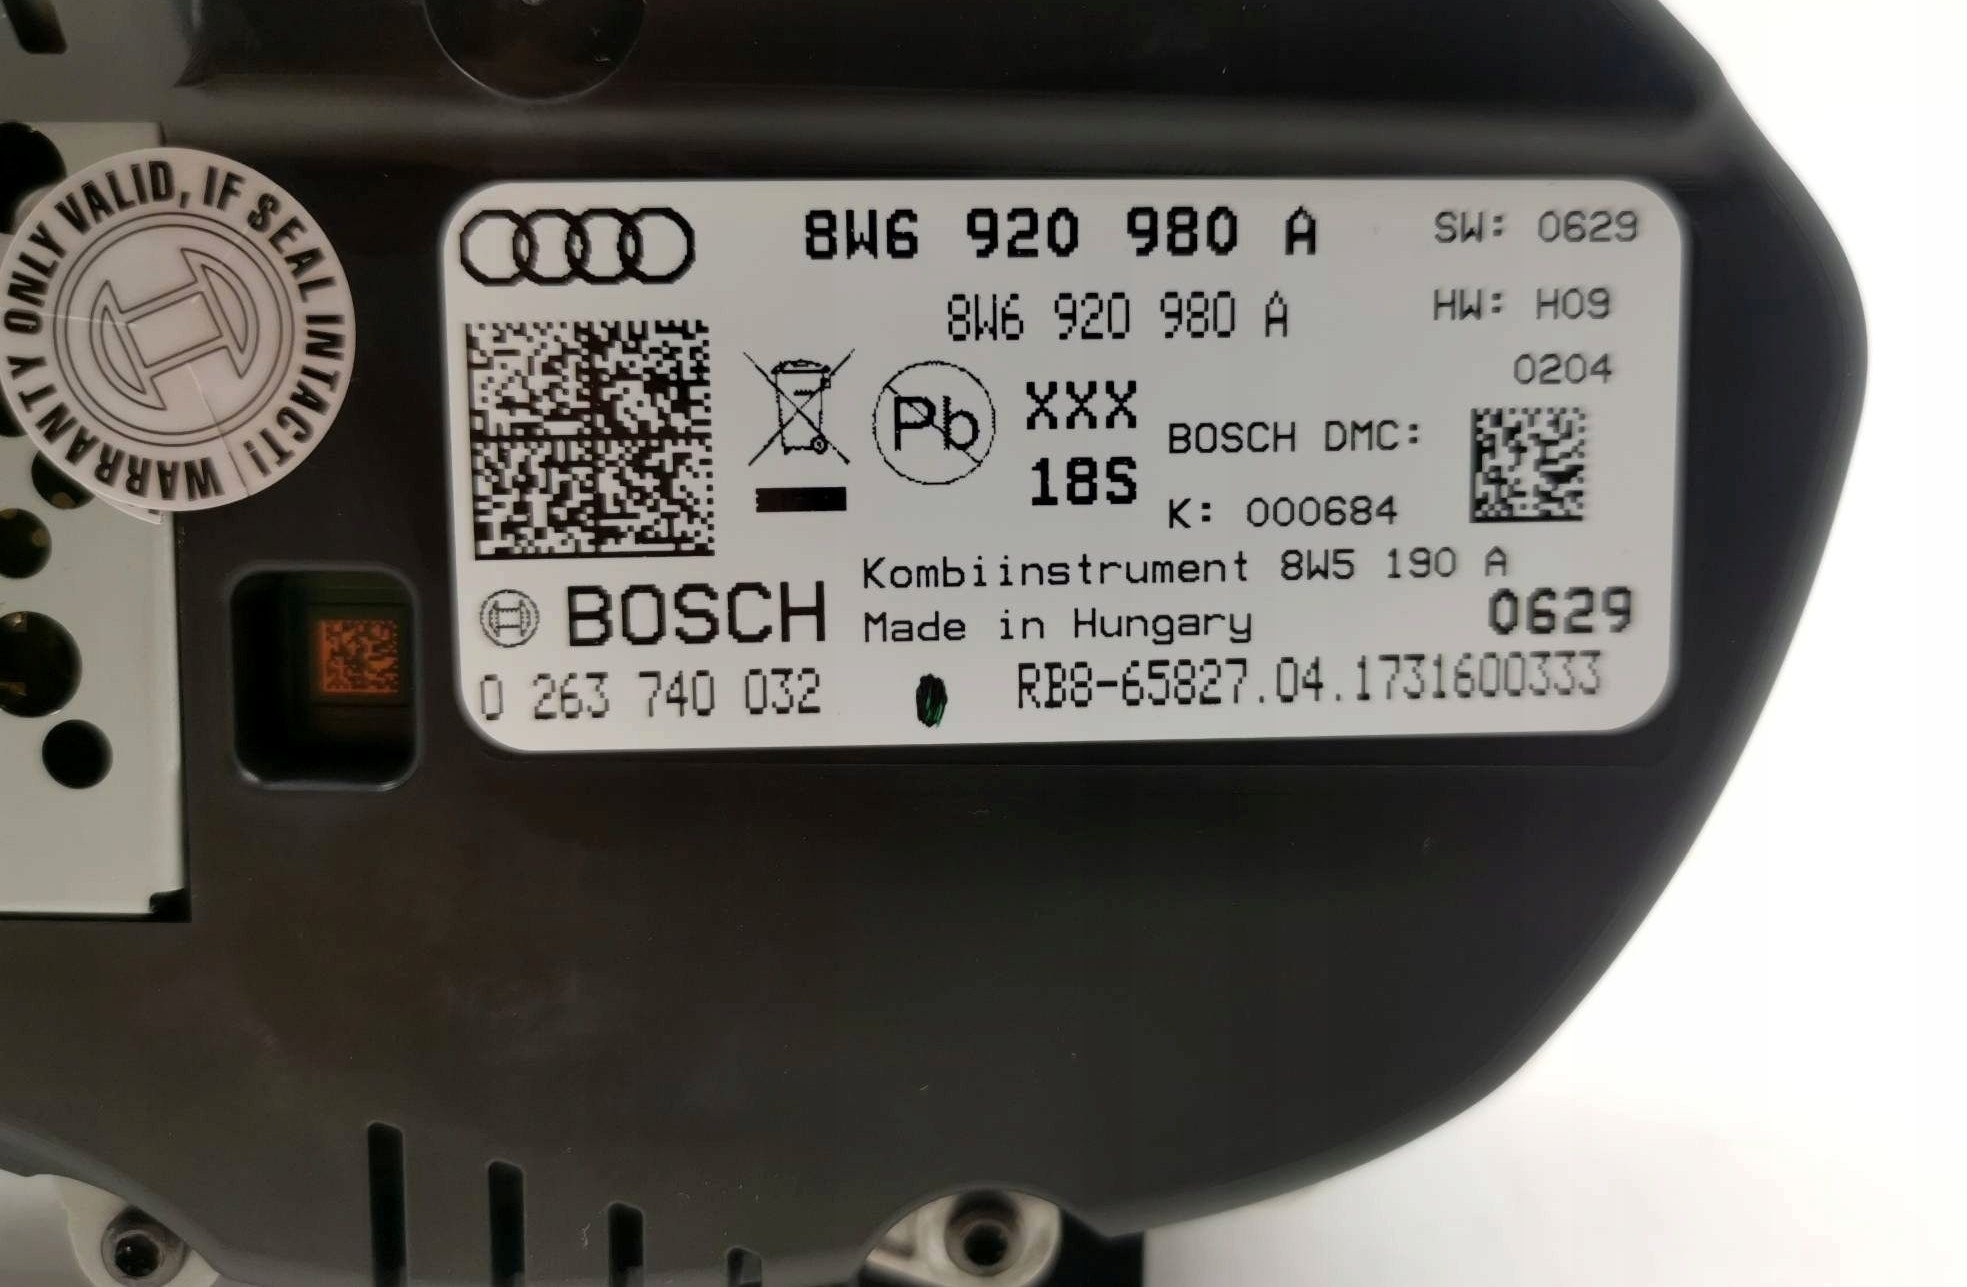 WARRANTY ONLY VALID, IF SEAL INTACT!
8W6 920 980 A
SW: 0629
8W6 920 980 A
HW: H09
0204
Pb
XXX
18S
BOSCH DMC:
K: 000684
Kombiinstrument 8W5 190 A
BOSCH
Made in Hungary
0629
0 263 740 032
RB8-65827.04.1731600333